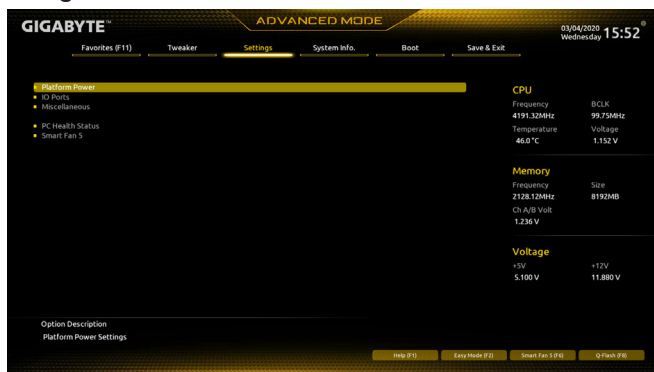 GIGABYTE™
ADVANCED MODE
03/04/2020
Wednesday
15:52
Favorites (F11)
Tweaker
Settings
System Info.
Boot
Save & Exit
Platform Power
IO Ports
Miscellaneous
PC Health Status
Smart Fan 5
CPU
Frequency BCLK
4191.32MHz 99.75MHz
Temperature Voltage
46.0 °C 1.152 V
Memory
Frequency Size
2128.12MHz 8192MB
Ch A/B Volt
1.236 V
Voltage
+5V +12V
5.100 V 11.880 V
Option Description
Platform Power Settings
Help (F1)
Easy Mode (F2)
Smart Fan 5 (F6)
Q-Flash (F8)